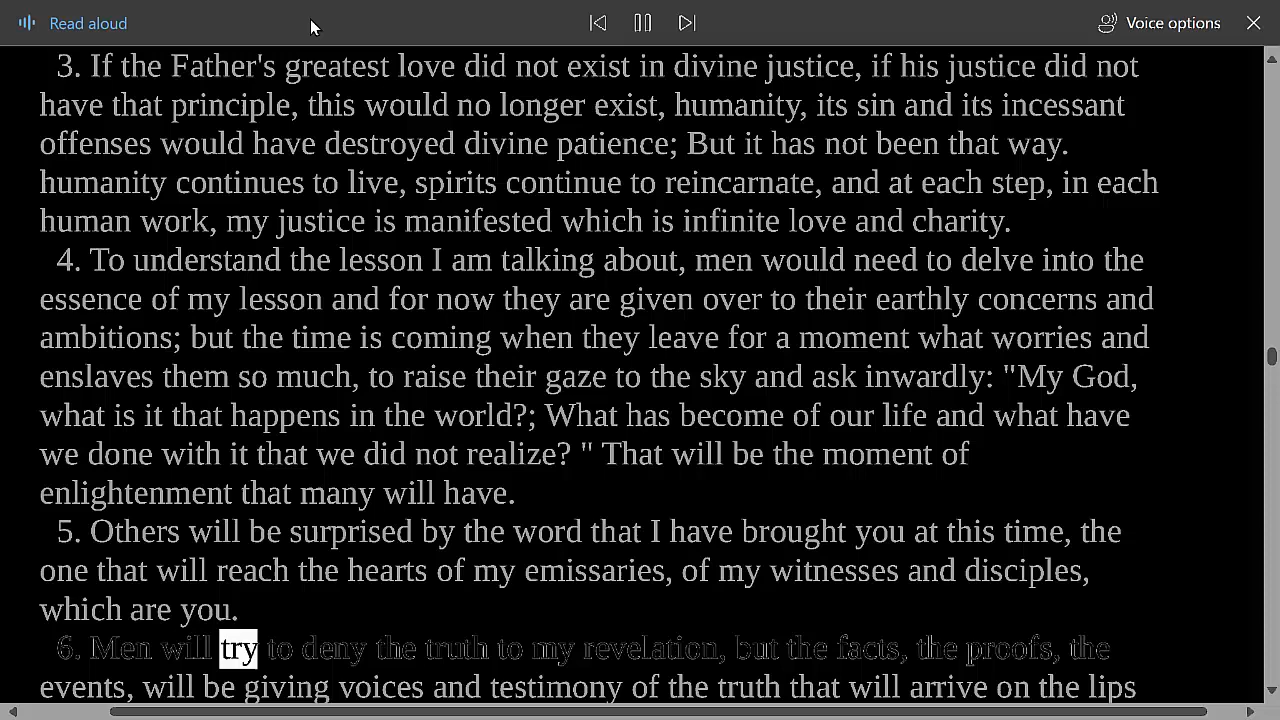 Read aloud
Voice options
3. If the Father's greatest love did not exist in divine justice, if his justice did not
have that principle, this would no longer exist, humanity, its sin and its incessant
offenses would have destroyed divine patience; But it has not been that way.
humanity continues to live, spirits continue to reincarnate, and at each step, in each
human work, my justice is manifested which is infinite love and charity.
4. To understand the lesson I am talking about, men would need to delve into the
essence of my lesson and for now they are given over to their earthly concerns and
ambitions; but the time is coming when they leave for a moment what worries and
enslaves them so much, to raise their gaze to the sky and ask inwardly: "My God,
what is it that happens in the world?; What has become of our life and what have
we done with it that we did not realize? " That will be the moment of
enlightenment that many will have.
5. Others will be surprised by the word that I have brought you at this time, the
one that will reach the hearts of my emissaries, of my witnesses and disciples,
which are you.
6. Men will try to deny the truth to my revelation, but the facts, the proofs, the
events, will be giving voices and testimony of the truth that will arrive on the lips